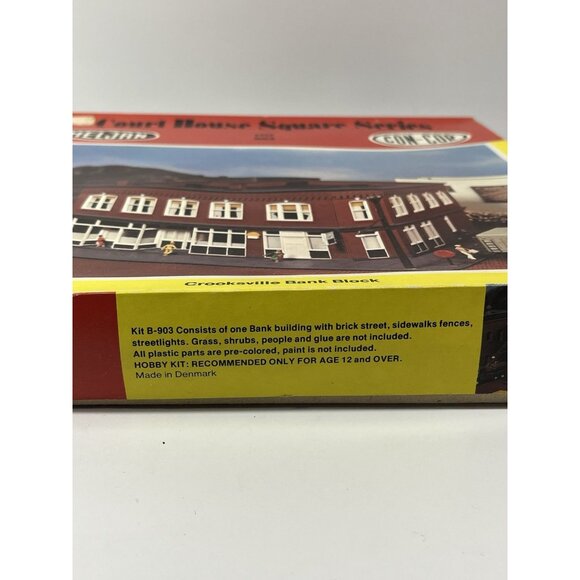 Court House Square Series
HELJAN
CON-COR
Crooksville Bank Block
Kit B-903 Consists of one Bank building with brick street, sidewalks fences,
streetlights. Grass, shrubs, people and glue are not included.
All plastic parts are pre-colored, paint is not included.
HOBBY KIT: RECOMMENDED ONLY FOR AGE 12 and OVER.
Made in Denmark